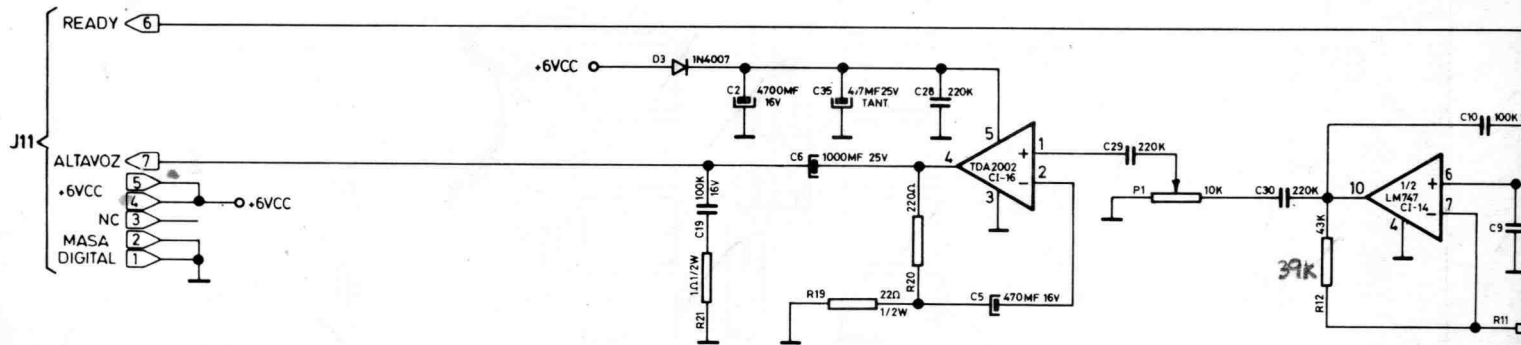 READY 6
+6VCC
D3 1N4007
C2 4700MF
16V
C35 4/7MF25V
TANT.
C28 220K
J11
ALTAVOZ 7
5
+6VCC
4
+6VCC
NC 3
MASA 2
DIGITAL 1
C6 1000MF 25V
100K
16V
C19
1Ω1/2W
R21
4
5
TDA2002
CI-16
3
+ 1
− 2
220Ω
R20
R19 22Ω
1/2W
C5 470MF 16V
C29 220K
P1 10K
C30 220K
C10 100K
10
1/2
LM747
CI-14
4
+ 6
− 7
C9
43K
39K
R12
R11